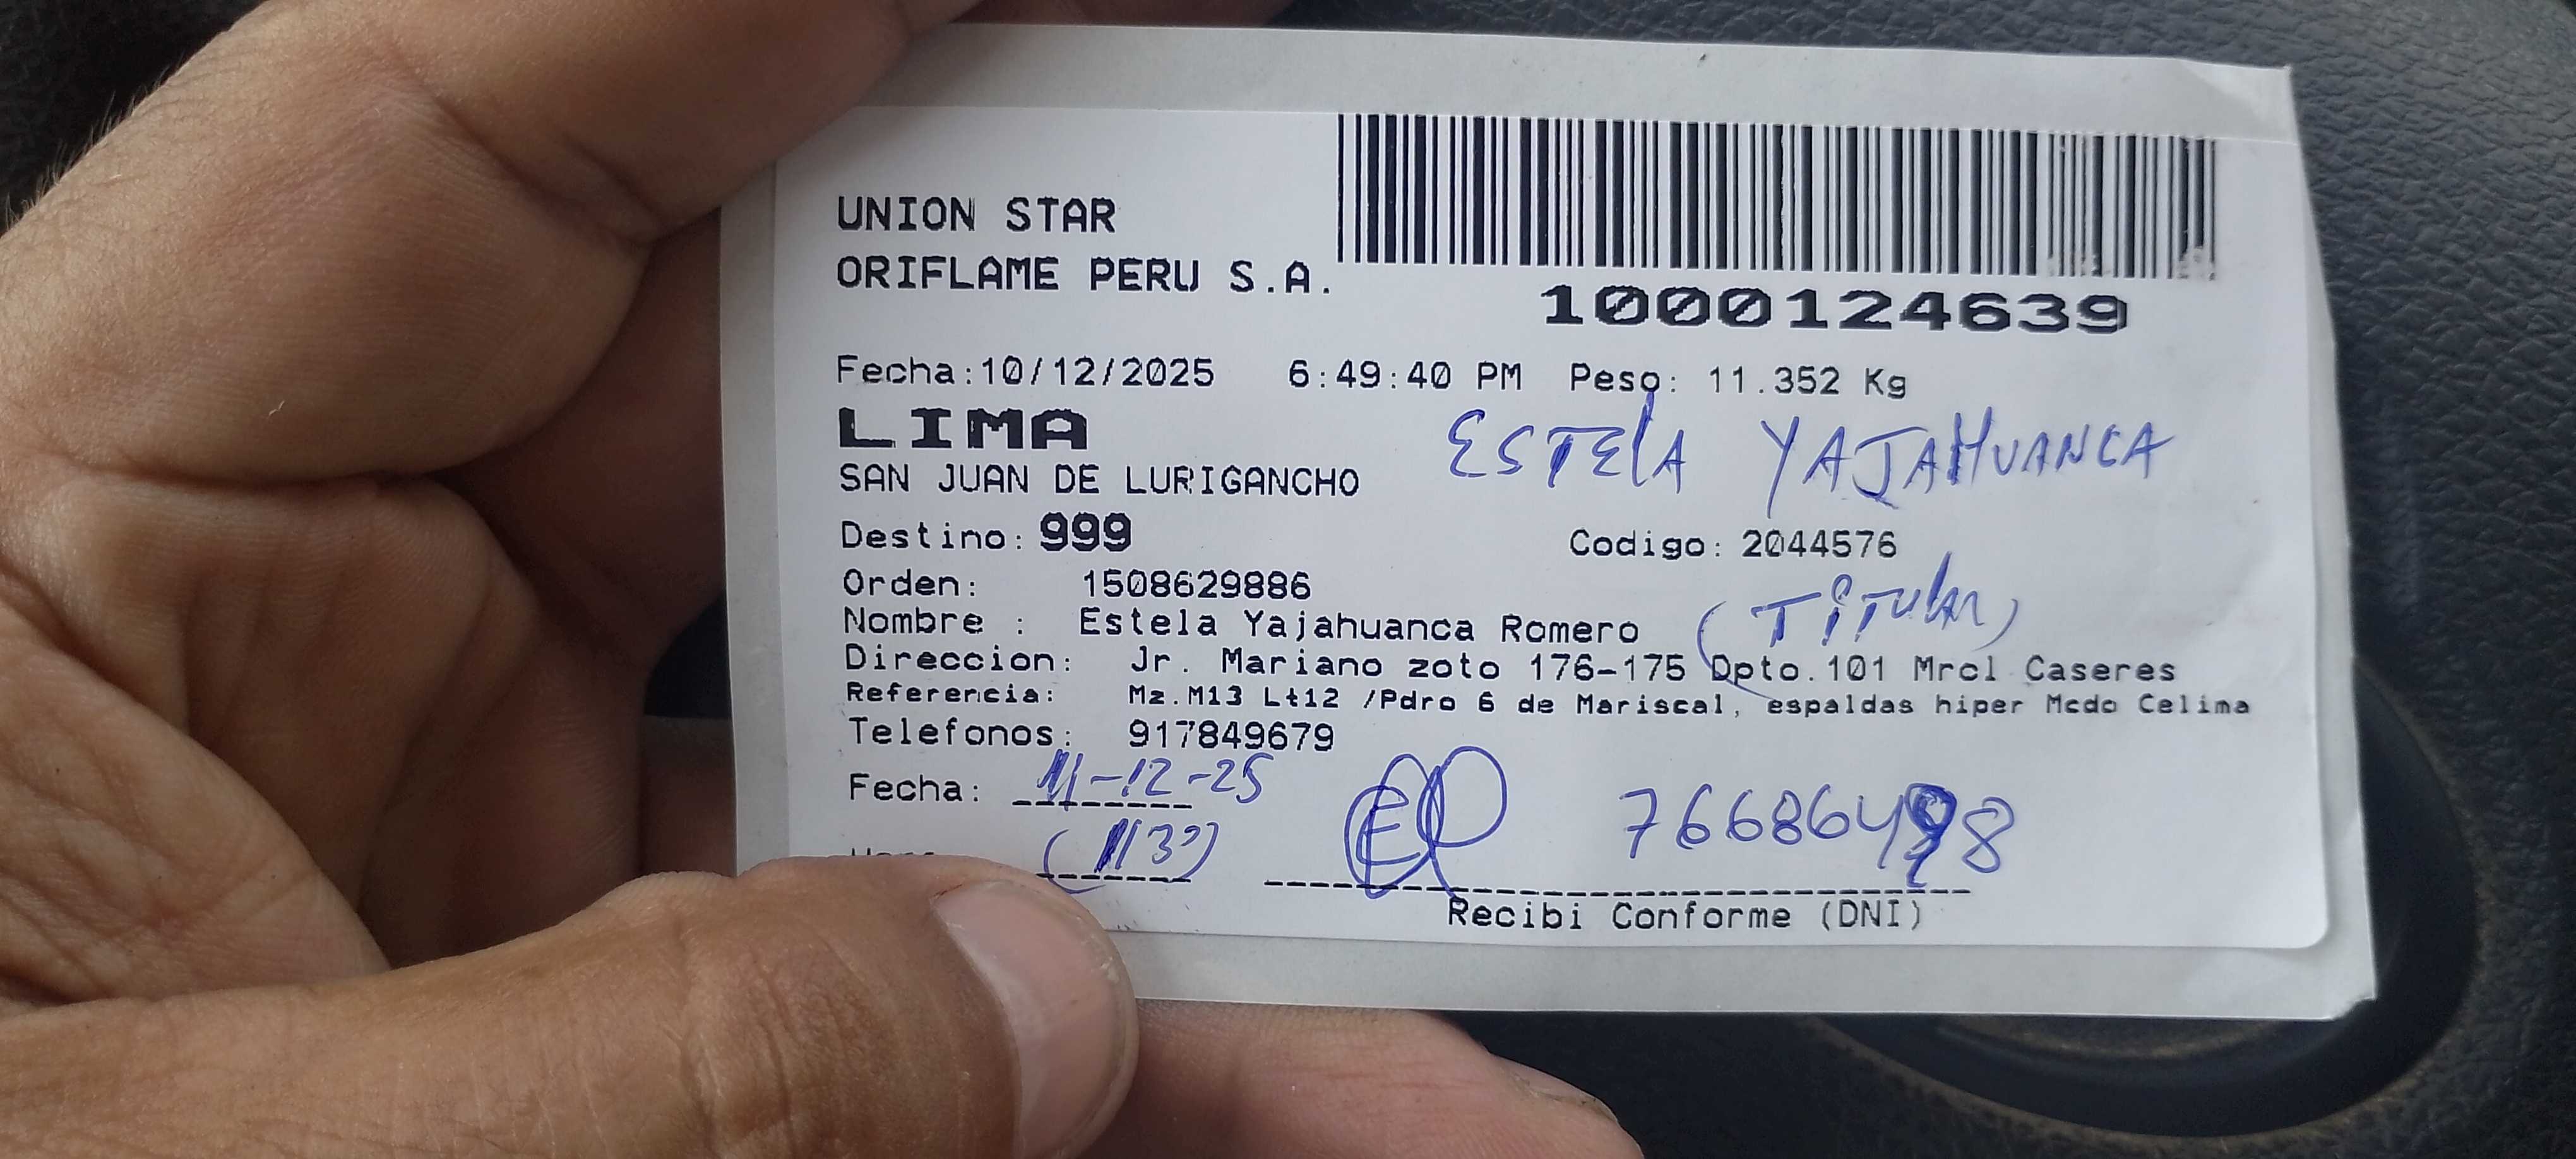 UNION STAR
ORIFLAME PERU S.A.
1000124639
Fecha:10/12/2025 6:49:40 PM Peso: 11.352 Kg
LIMA
ESTELA YAJAHUANCA
SAN JUAN DE LURIGANCHO
Destino: 999 Codigo: 2044576
Orden: 1508629886
(TITULAR)
Nombre : Estela Yajahuanca Romero
Direccion: Jr. Mariano zoto 176-175 Dpto.101 Mrcl Caseres
Referencia: Mz.M13 Lt12 /Pdro 6 de Mariscal, espaldas hiper Mcdo Celima
Telefonos: 917849679
Fecha: 11-12-25
(1130)
Recibi Conforme (DNI)